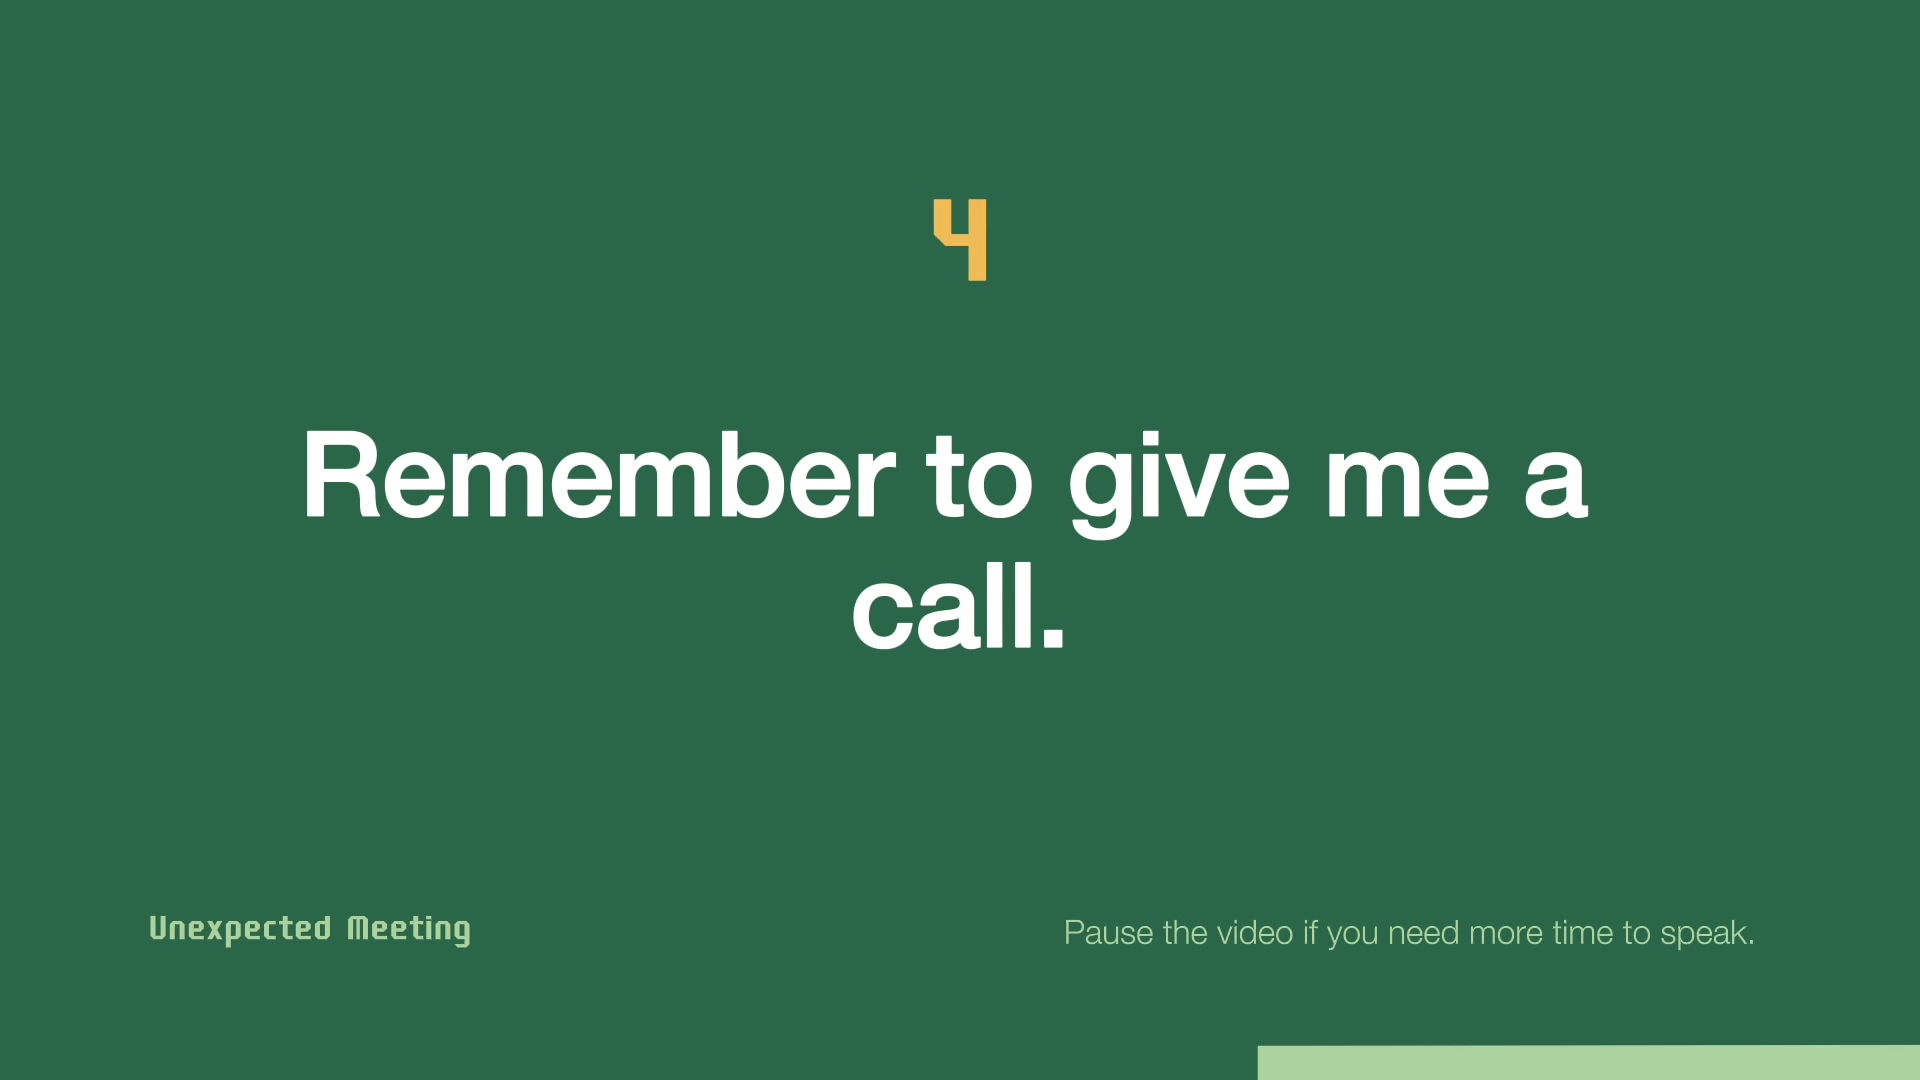 4
Remember to give me a
call.
Unexpected Meeting
Pause the video if you need more time to speak.